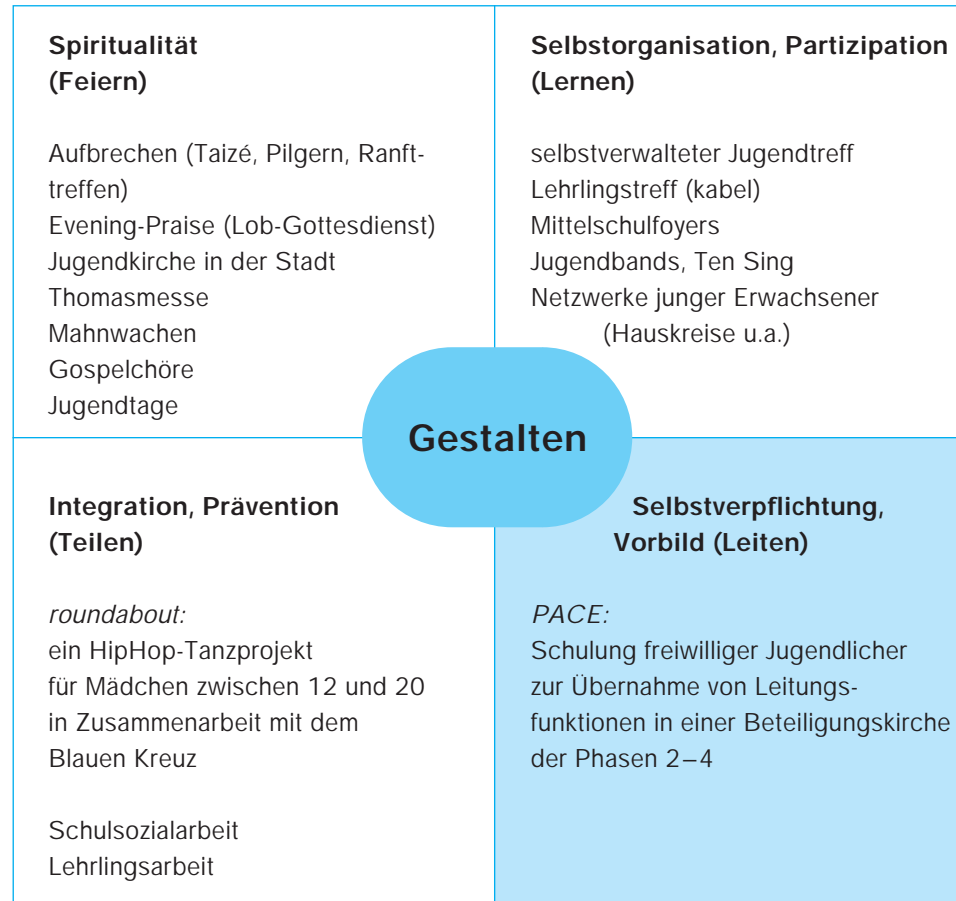 Spiritualität
(Feiern)
Aufbrechen (Taizé, Pilgern, Ranft-
treffen)
Evening-Praise (Lob-Gottesdienst)
Jugendkirche in der Stadt
Thomasmesse
Mahnwachen
Gospelchöre
Jugendtage
Selbstorganisation, Partizipation
(Lernen)
selbstverwalteter Jugendtreff
Lehrlingstreff (kabel)
Mittelschulfoyers
Jugendbands, Ten Sing
Netzwerke junger Erwachsener
(Hauskreise u.a.)
Gestalten
Integration, Prävention
(Teilen)
roundabout:
ein HipHop-Tanzprojekt
für Mädchen zwischen 12 und 20
in Zusammenarbeit mit dem
Blauen Kreuz
Schulsozialarbeit
Lehrlingsarbeit
Selbstverpflichtung,
Vorbild (Leiten)
PACE:
Schulung freiwilliger Jugendlicher
zur Übernahme von Leitungs-
funktionen in einer Beteiligungskirche
der Phasen 2–4